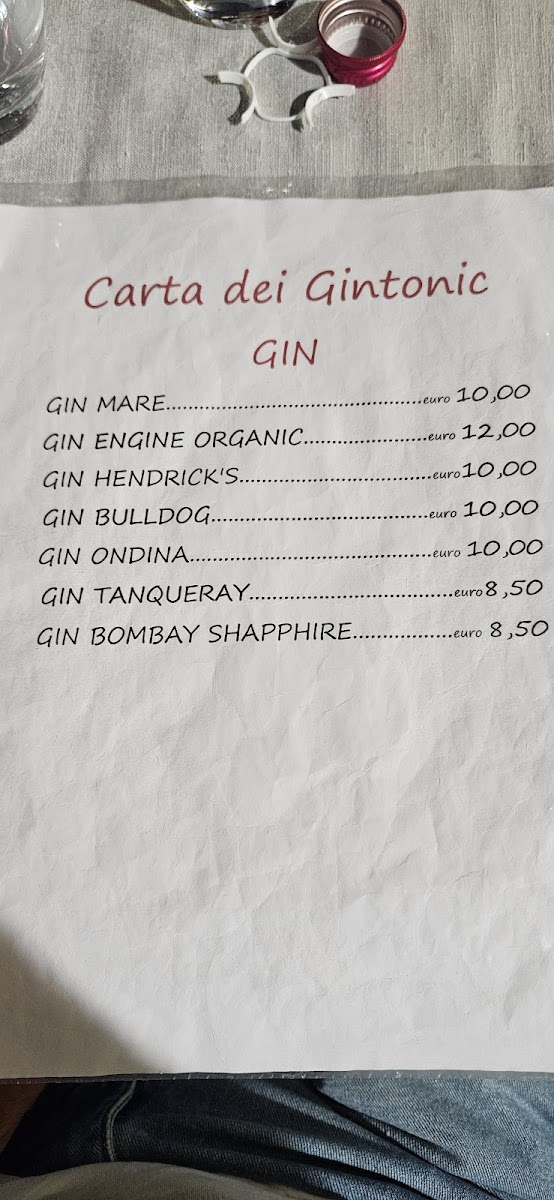 Carta dei Gintonic
GIN
GIN MARE..............................................euro 10,00
GIN ENGINE ORGANIC......................euro 12,00
GIN HENDRICK'S..................................euro10,00
GIN BULLDOG.......................................euro 10,00
GIN ONDINA...........................................euro 10,00
GIN TANQUERAY....................................euro8,50
GIN BOMBAY SHAPPHIRE..................euro 8,50